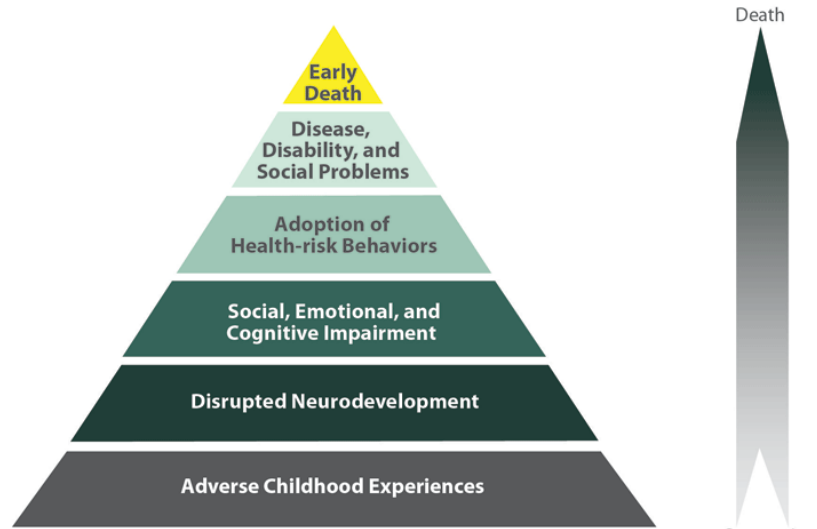 Death
Early
Death
Disease,
Disability, and
Social Problems
Adoption of
Health-risk Behaviors
Social, Emotional, and
Cognitive Impairment
Disrupted Neurodevelopment
Adverse Childhood Experiences